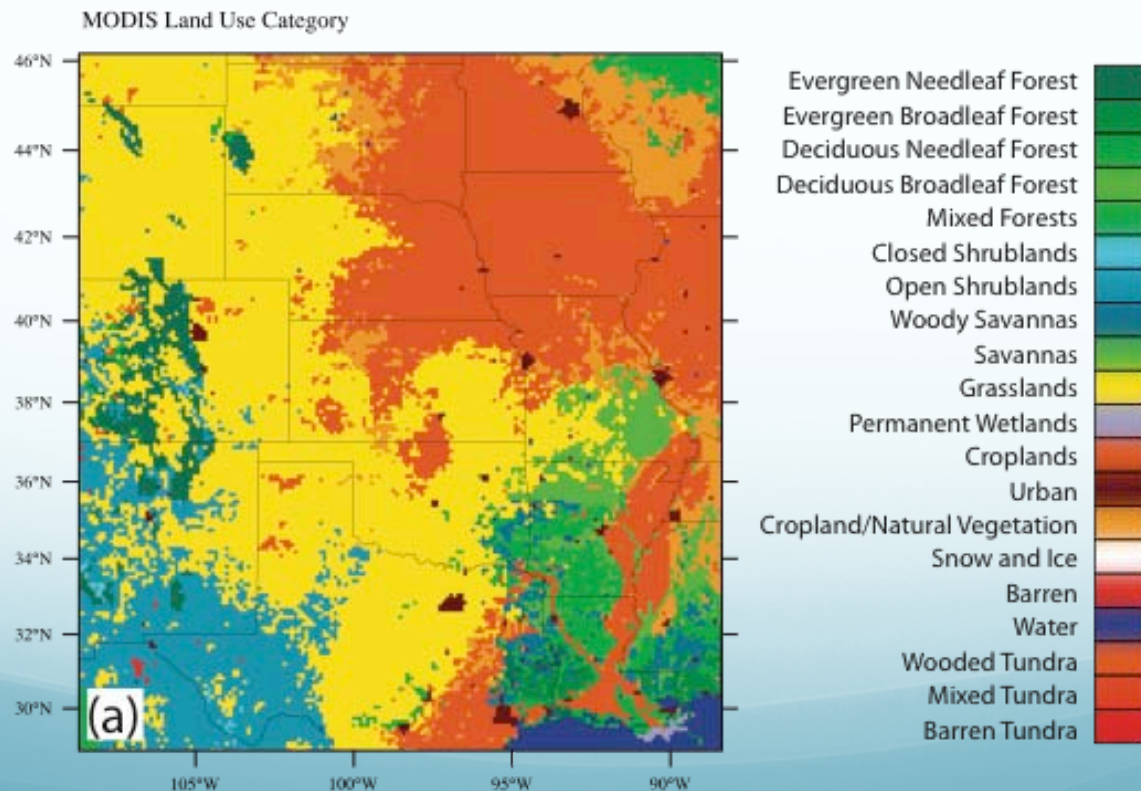 MODIS Land Use Category
46°N
44°N
42°N
40°N
38°N
36°N
34°N
32°N
30°N
(a)
105°W
100°W
95°W
90°W
Evergreen Needleaf Forest
Evergreen Broadleaf Forest
Deciduous Needleaf Forest
Deciduous Broadleaf Forest
Mixed Forests
Closed Shrublands
Open Shrublands
Woody Savannas
Savannas
Grasslands
Permanent Wetlands
Croplands
Urban
Cropland/Natural Vegetation
Snow and Ice
Barren
Water
Wooded Tundra
Mixed Tundra
Barren Tundra